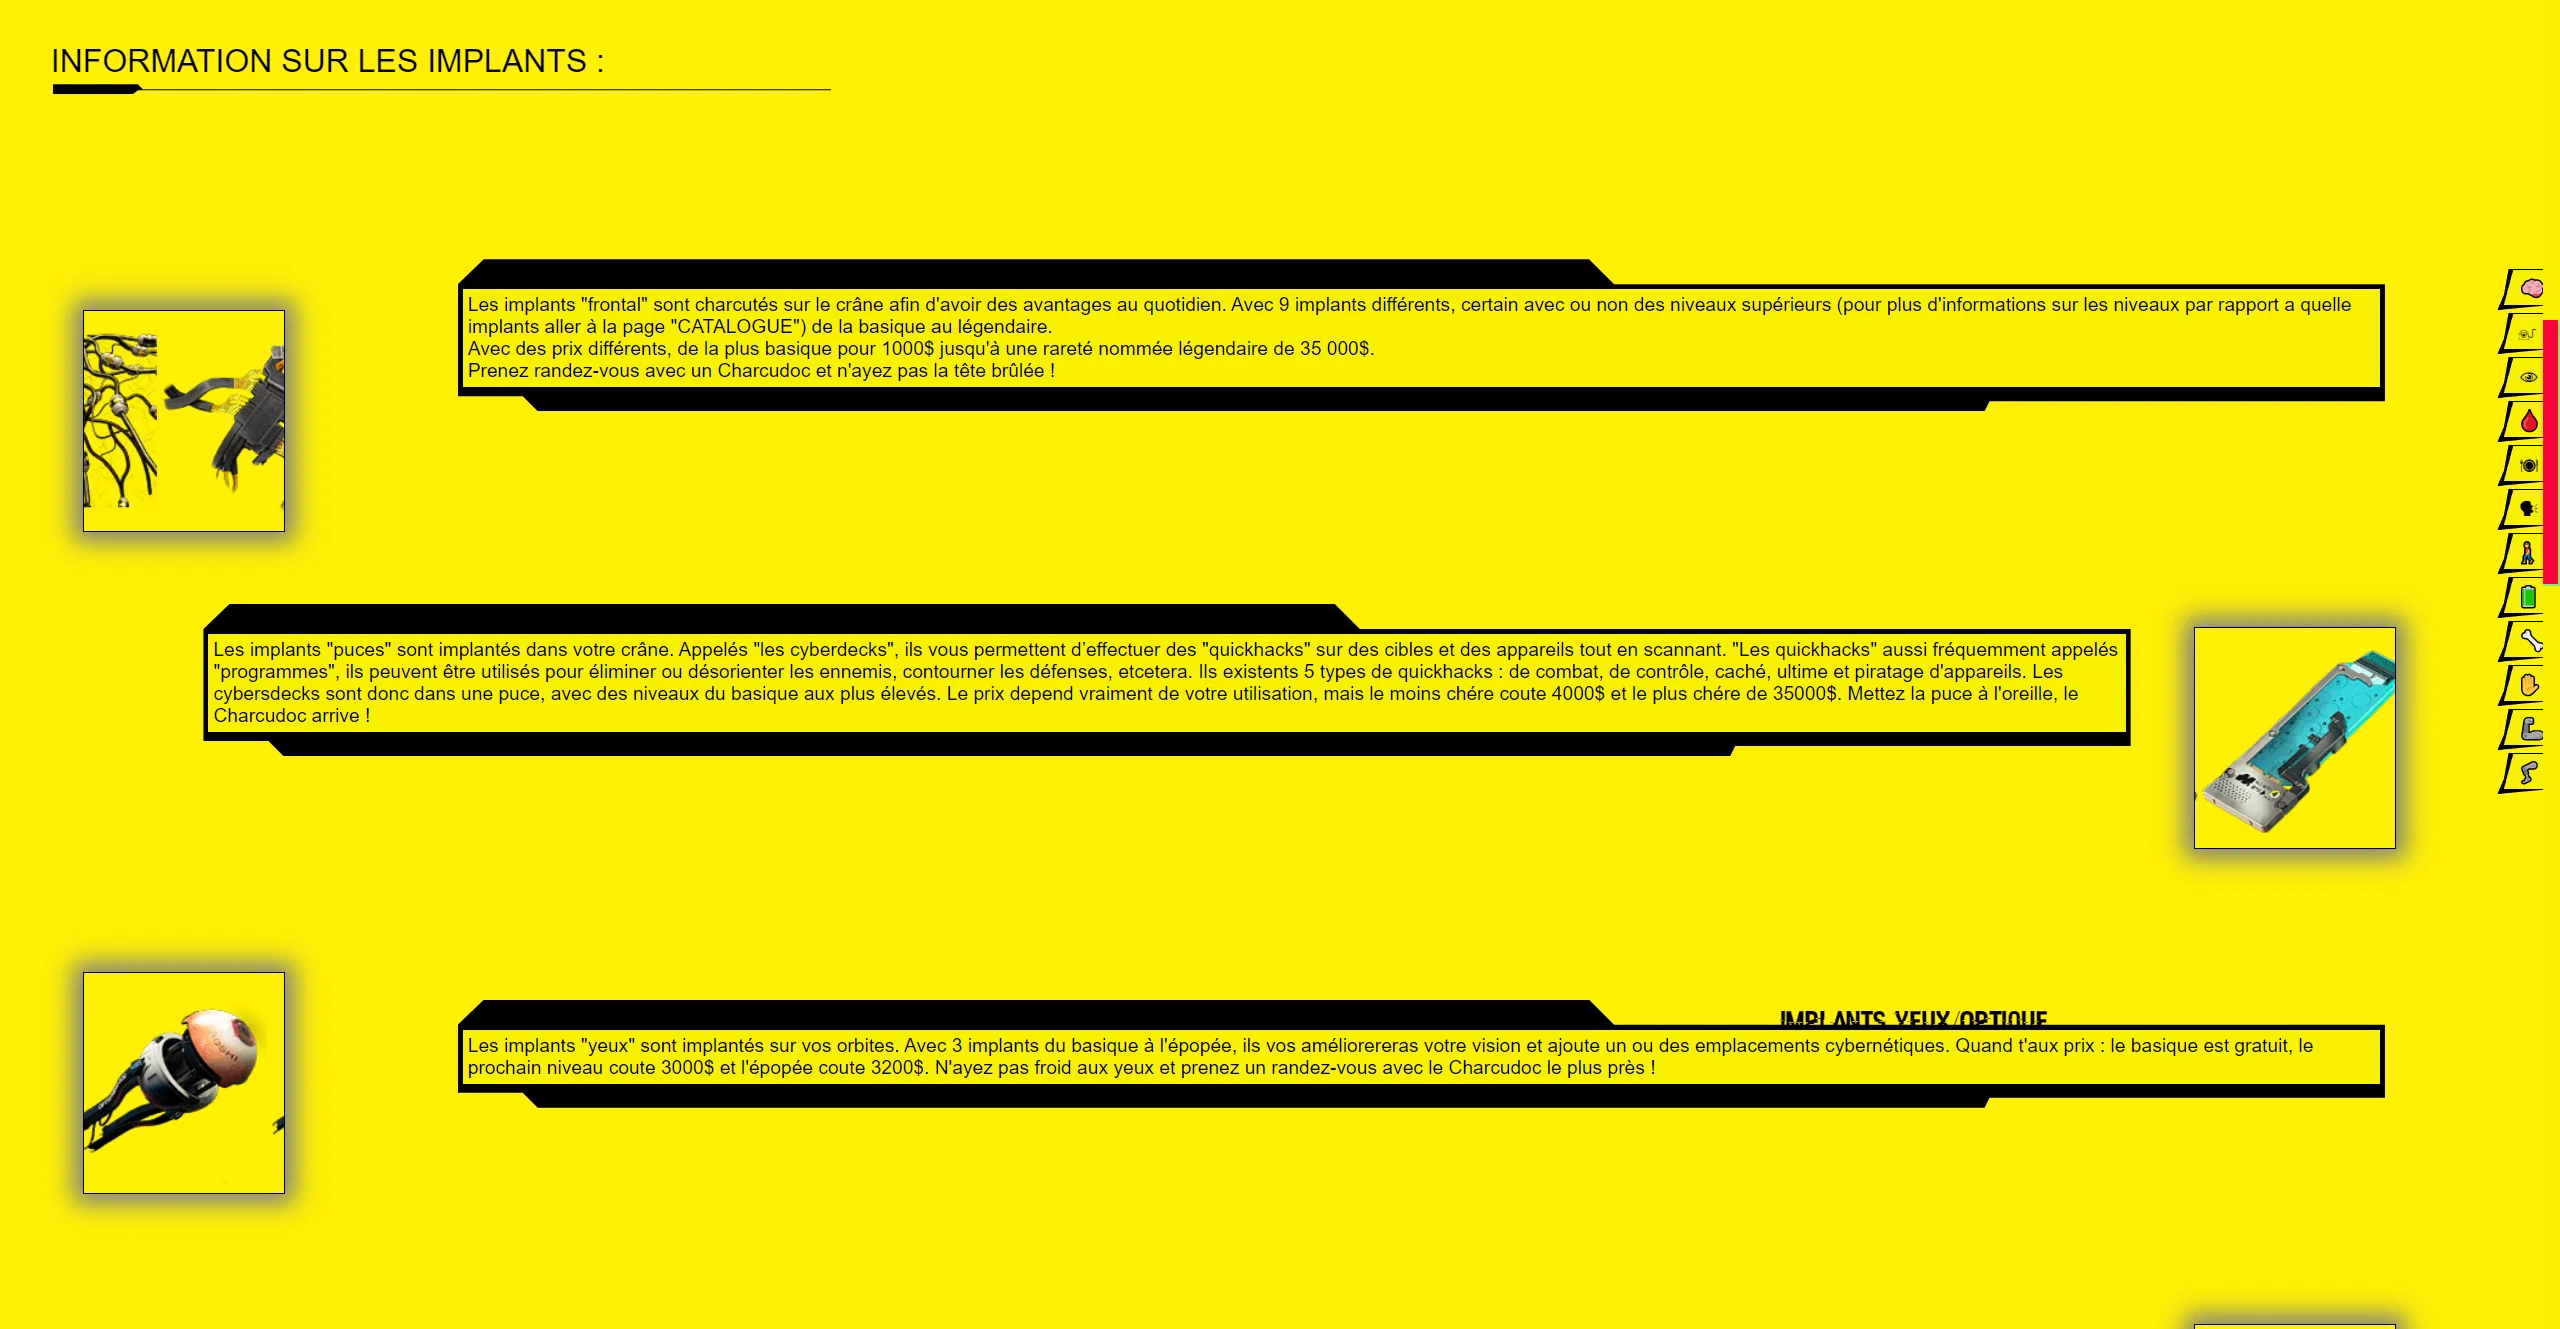 INFORMATION SUR LES IMPLANTS :
Les implants "frontal" sont charcutés sur le crâne afin d'avoir des avantages au quotidien. Avec 9 implants différents, certain avec ou non des niveaux supérieurs (pour plus d'informations sur les niveaux par rapport a quelle
implants aller à la page "CATALOGUE") de la basique au légendaire.
Avec des prix différents, de la plus basique pour 1000$ jusqu'à une rareté nommée légendaire de 35 000$.
Prenez randez-vous avec un Charcudoc et n'ayez pas la tête brûlée !
Les implants "puces" sont implantés dans votre crâne. Appelés "les cyberdecks", ils vous permettent d’effectuer des "quickhacks" sur des cibles et des appareils tout en scannant. "Les quickhacks" aussi fréquemment appelés
"programmes", ils peuvent être utilisés pour éliminer ou désorienter les ennemis, contourner les défenses, etcetera. Ils existents 5 types de quickhacks : de combat, de contrôle, caché, ultime et piratage d'appareils. Les
cybersdecks sont donc dans une puce, avec des niveaux du basique aux plus élevés. Le prix depend vraiment de votre utilisation, mais le moins chére coute 4000$ et le plus chére de 35000$. Mettez la puce à l'oreille, le
Charcudoc arrive !
IMPLANTS YEUX/OPTIQUE
Les implants "yeux" sont implantés sur vos orbites. Avec 3 implants du basique à l'épopée, ils vos améliorereras votre vision et ajoute un ou des emplacements cybernétiques. Quand t'aux prix : le basique est gratuit, le
prochain niveau coute 3000$ et l'épopée coute 3200$. N'ayez pas froid aux yeux et prenez un randez-vous avec le Charcudoc le plus près !